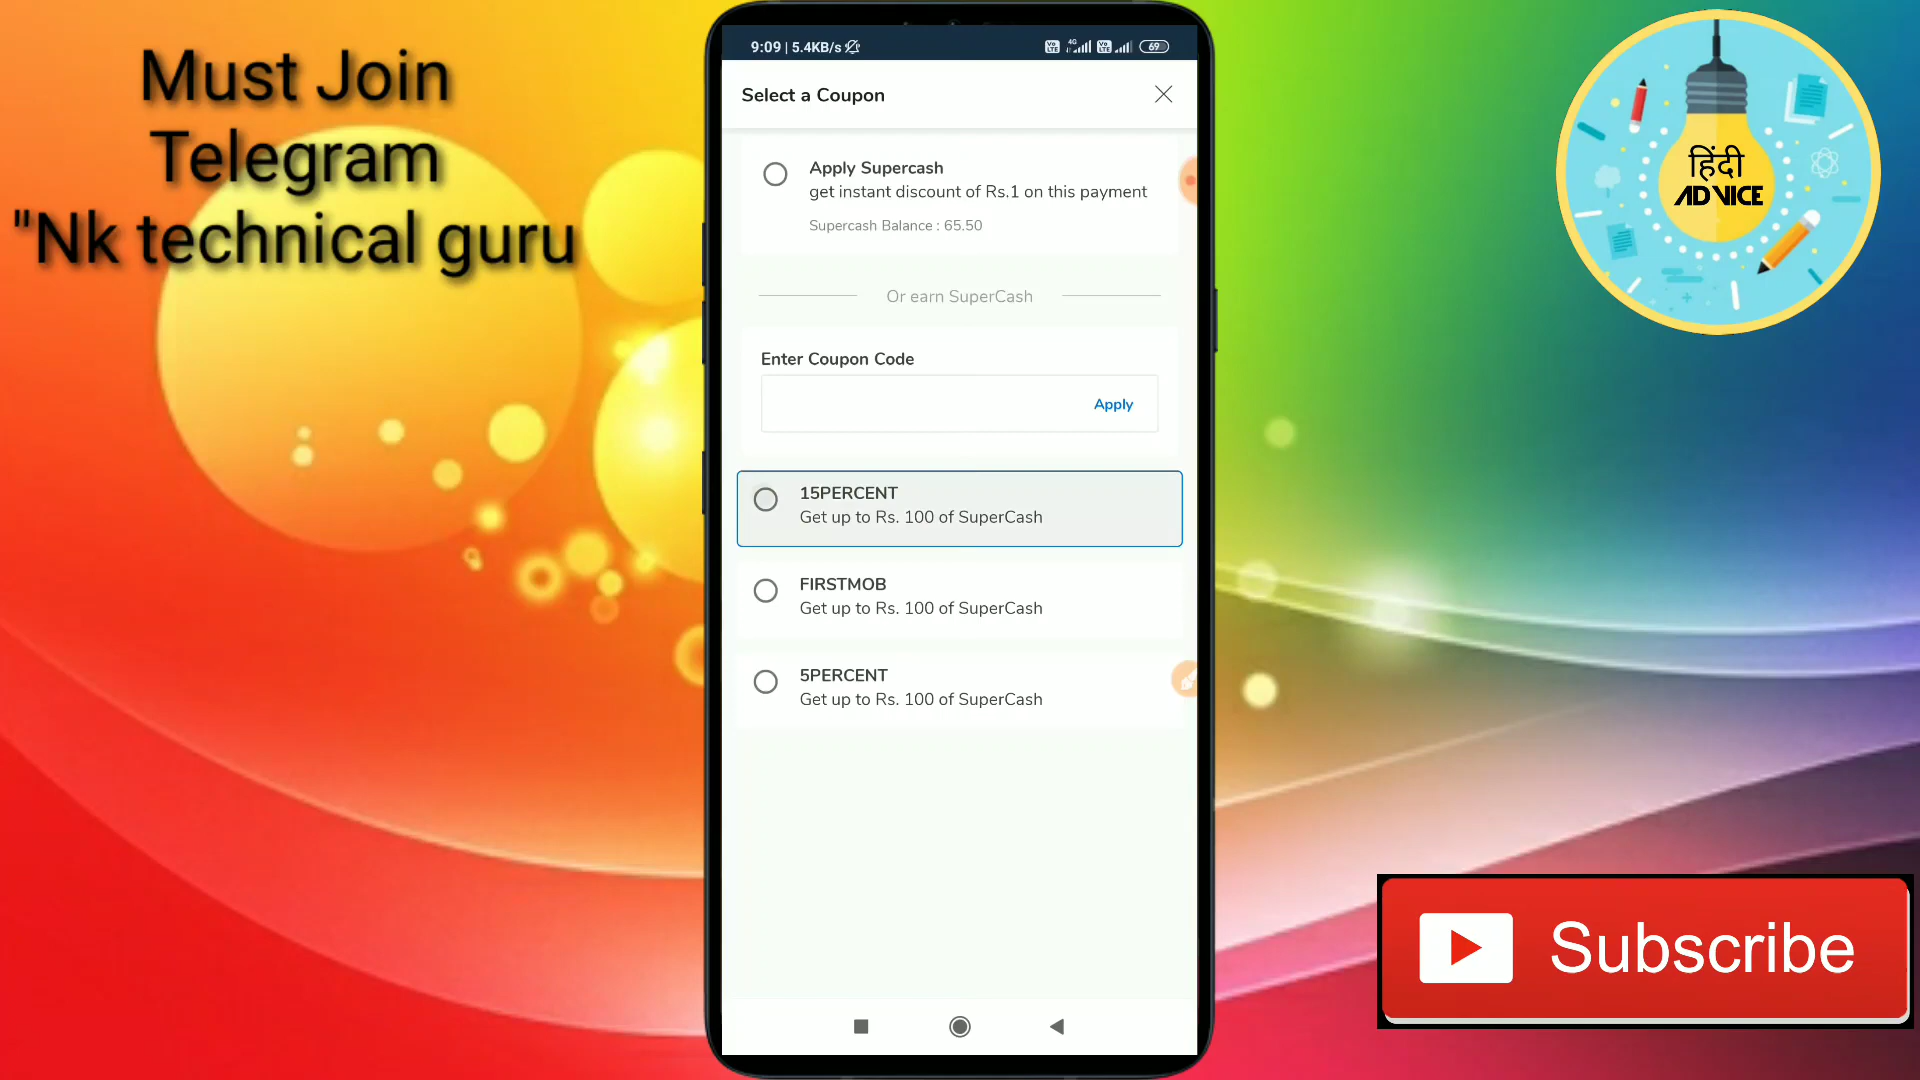 Must Join
Telegram
"Nk technical guru
9:09 | 5.4KB/s
4G
69
Select a Coupon
Apply Supercash
get instant discount of Rs.1 on this payment
Supercash Balance : 65.50
Or earn SuperCash
Enter Coupon Code
Apply
15PERCENT
Get up to Rs. 100 of SuperCash
FIRSTMOB
Get up to Rs. 100 of SuperCash
5PERCENT
Get up to Rs. 100 of SuperCash
हिंदी
ADVICE
Subscribe